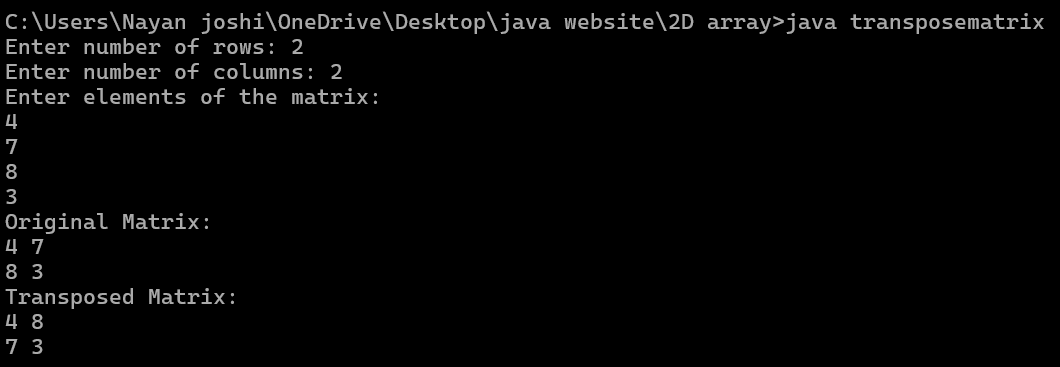 C:\Users\Nayan joshi\OneDrive\Desktop\java website\2D array>java transposematrix
Enter number of rows: 2
Enter number of columns: 2
Enter elements of the matrix:
4
7
8
3
Original Matrix:
4 7
8 3
Transposed Matrix:
4 8
7 3